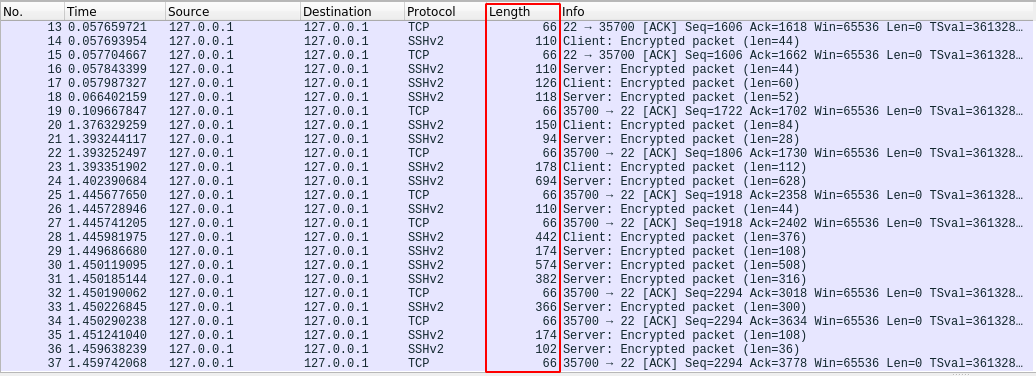 No. Time Source Destination Protocol Length Info
13 0.057659721 127.0.0.1 127.0.0.1 TCP 66 22 → 35700 [ACK] Seq=1606 Ack=1618 Win=65536 Len=0 TSval=361328…
14 0.057693954 127.0.0.1 127.0.0.1 SSHv2 110 Client: Encrypted packet (len=44)
15 0.057704667 127.0.0.1 127.0.0.1 TCP 66 22 → 35700 [ACK] Seq=1606 Ack=1662 Win=65536 Len=0 TSval=361328…
16 0.057843399 127.0.0.1 127.0.0.1 SSHv2 110 Server: Encrypted packet (len=44)
17 0.057987327 127.0.0.1 127.0.0.1 SSHv2 126 Client: Encrypted packet (len=60)
18 0.066402159 127.0.0.1 127.0.0.1 SSHv2 118 Server: Encrypted packet (len=52)
19 0.109667847 127.0.0.1 127.0.0.1 TCP 66 35700 → 22 [ACK] Seq=1722 Ack=1702 Win=65536 Len=0 TSval=361328…
20 1.376329259 127.0.0.1 127.0.0.1 SSHv2 150 Client: Encrypted packet (len=84)
21 1.393244117 127.0.0.1 127.0.0.1 SSHv2 94 Server: Encrypted packet (len=28)
22 1.393252497 127.0.0.1 127.0.0.1 TCP 66 35700 → 22 [ACK] Seq=1806 Ack=1730 Win=65536 Len=0 TSval=361328…
23 1.393351902 127.0.0.1 127.0.0.1 SSHv2 178 Client: Encrypted packet (len=112)
24 1.402390684 127.0.0.1 127.0.0.1 SSHv2 694 Server: Encrypted packet (len=628)
25 1.445677650 127.0.0.1 127.0.0.1 TCP 66 35700 → 22 [ACK] Seq=1918 Ack=2358 Win=65536 Len=0 TSval=361328…
26 1.445728946 127.0.0.1 127.0.0.1 SSHv2 110 Server: Encrypted packet (len=44)
27 1.445741205 127.0.0.1 127.0.0.1 TCP 66 35700 → 22 [ACK] Seq=1918 Ack=2402 Win=65536 Len=0 TSval=361328…
28 1.445981975 127.0.0.1 127.0.0.1 SSHv2 442 Client: Encrypted packet (len=376)
29 1.449686680 127.0.0.1 127.0.0.1 SSHv2 174 Server: Encrypted packet (len=108)
30 1.450119095 127.0.0.1 127.0.0.1 SSHv2 574 Server: Encrypted packet (len=508)
31 1.450185144 127.0.0.1 127.0.0.1 SSHv2 382 Server: Encrypted packet (len=316)
32 1.450190062 127.0.0.1 127.0.0.1 TCP 66 35700 → 22 [ACK] Seq=2294 Ack=3018 Win=65536 Len=0 TSval=361328…
33 1.450226845 127.0.0.1 127.0.0.1 SSHv2 366 Server: Encrypted packet (len=300)
34 1.450290238 127.0.0.1 127.0.0.1 TCP 66 35700 → 22 [ACK] Seq=2294 Ack=3634 Win=65536 Len=0 TSval=361328…
35 1.451241040 127.0.0.1 127.0.0.1 SSHv2 174 Server: Encrypted packet (len=108)
36 1.459638239 127.0.0.1 127.0.0.1 SSHv2 102 Server: Encrypted packet (len=36)
37 1.459742068 127.0.0.1 127.0.0.1 TCP 66 35700 → 22 [ACK] Seq=2294 Ack=3778 Win=65536 Len=0 TSval=361328…